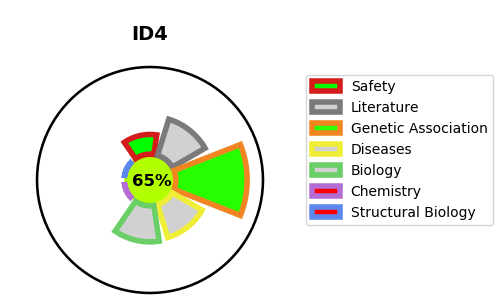 ID4
65%
Safety
Literature
Genetic Association
Diseases
Biology
Chemistry
Structural Biology